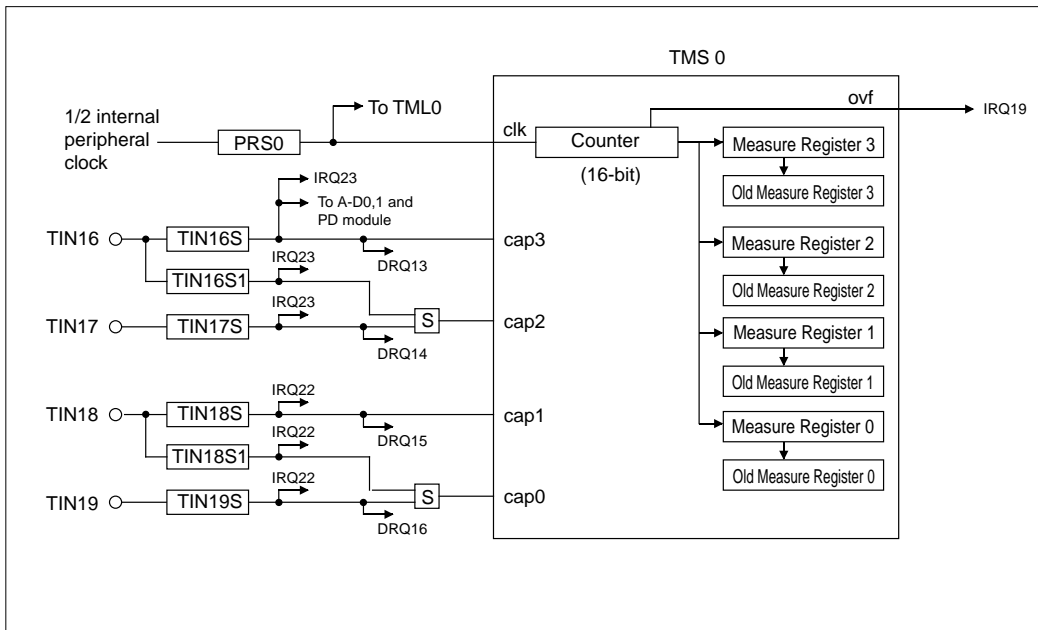 TMS 0
ovf
IRQ19
To TML0
1/2 internal
peripheral
clock
PRS0
clk
Counter
(16-bit)
Measure Register 3
Old Measure Register 3
IRQ23
To A-D0,1 and
PD module
TIN16
TIN16S
DRQ13
cap3
Measure Register 2
Old Measure Register 2
IRQ23
TIN16S1
IRQ23
TIN17
TIN17S
S
cap2
DRQ14
Measure Register 1
Old Measure Register 1
IRQ22
TIN18
TIN18S
DRQ15
cap1
Measure Register 0
Old Measure Register 0
IRQ22
TIN18S1
IRQ22
TIN19
TIN19S
S
cap0
DRQ16